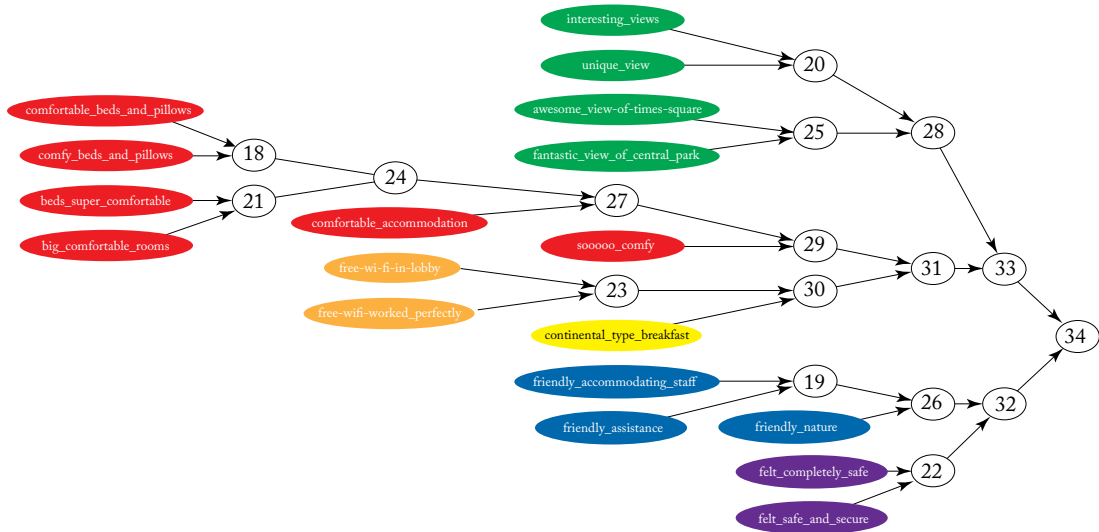 interesting_views
unique_view
20
awesome_view-of-times-square
comfortable_beds_and_pillows
25
28
fantastic_view_of_central_park
comfy_beds_and_pillows
18
24
beds_super_comfortable
21
27
comfortable_accommodation
big_comfortable_rooms
sooooo_comfy
29
free-wi-fi-in-lobby
31
33
23
30
free-wifi-worked_perfectly
continental_type_breakfast
34
friendly_accommodating_staff
19
26
32
friendly_assistance
friendly_nature
felt_completely_safe
22
felt_safe_and_secure